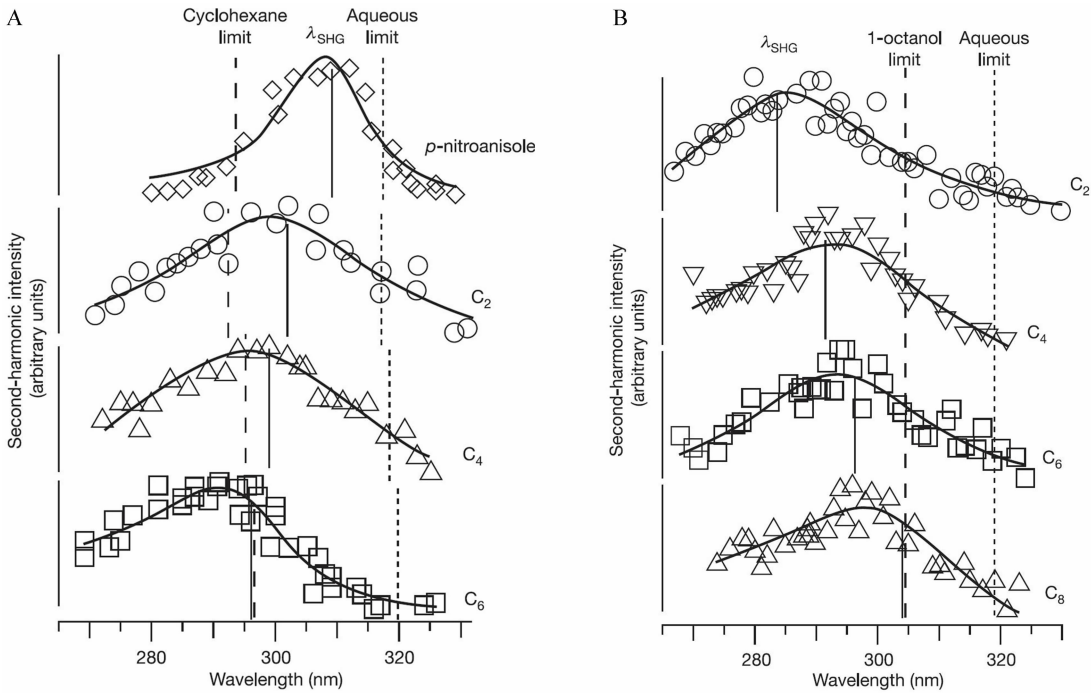 A
Cyclohexane
limit
λSHG
Aqueous
limit
p-nitroanisole
C2
C4
C6
Second-harmonic intensity
(arbitrary units)
280
300
320
Wavelength (nm)
B
λSHG
1-octanol
limit
Aqueous
limit
C2
C4
C6
C8
Second-harmonic intensity
(arbitrary units)
280
300
320
Wavelength (nm)